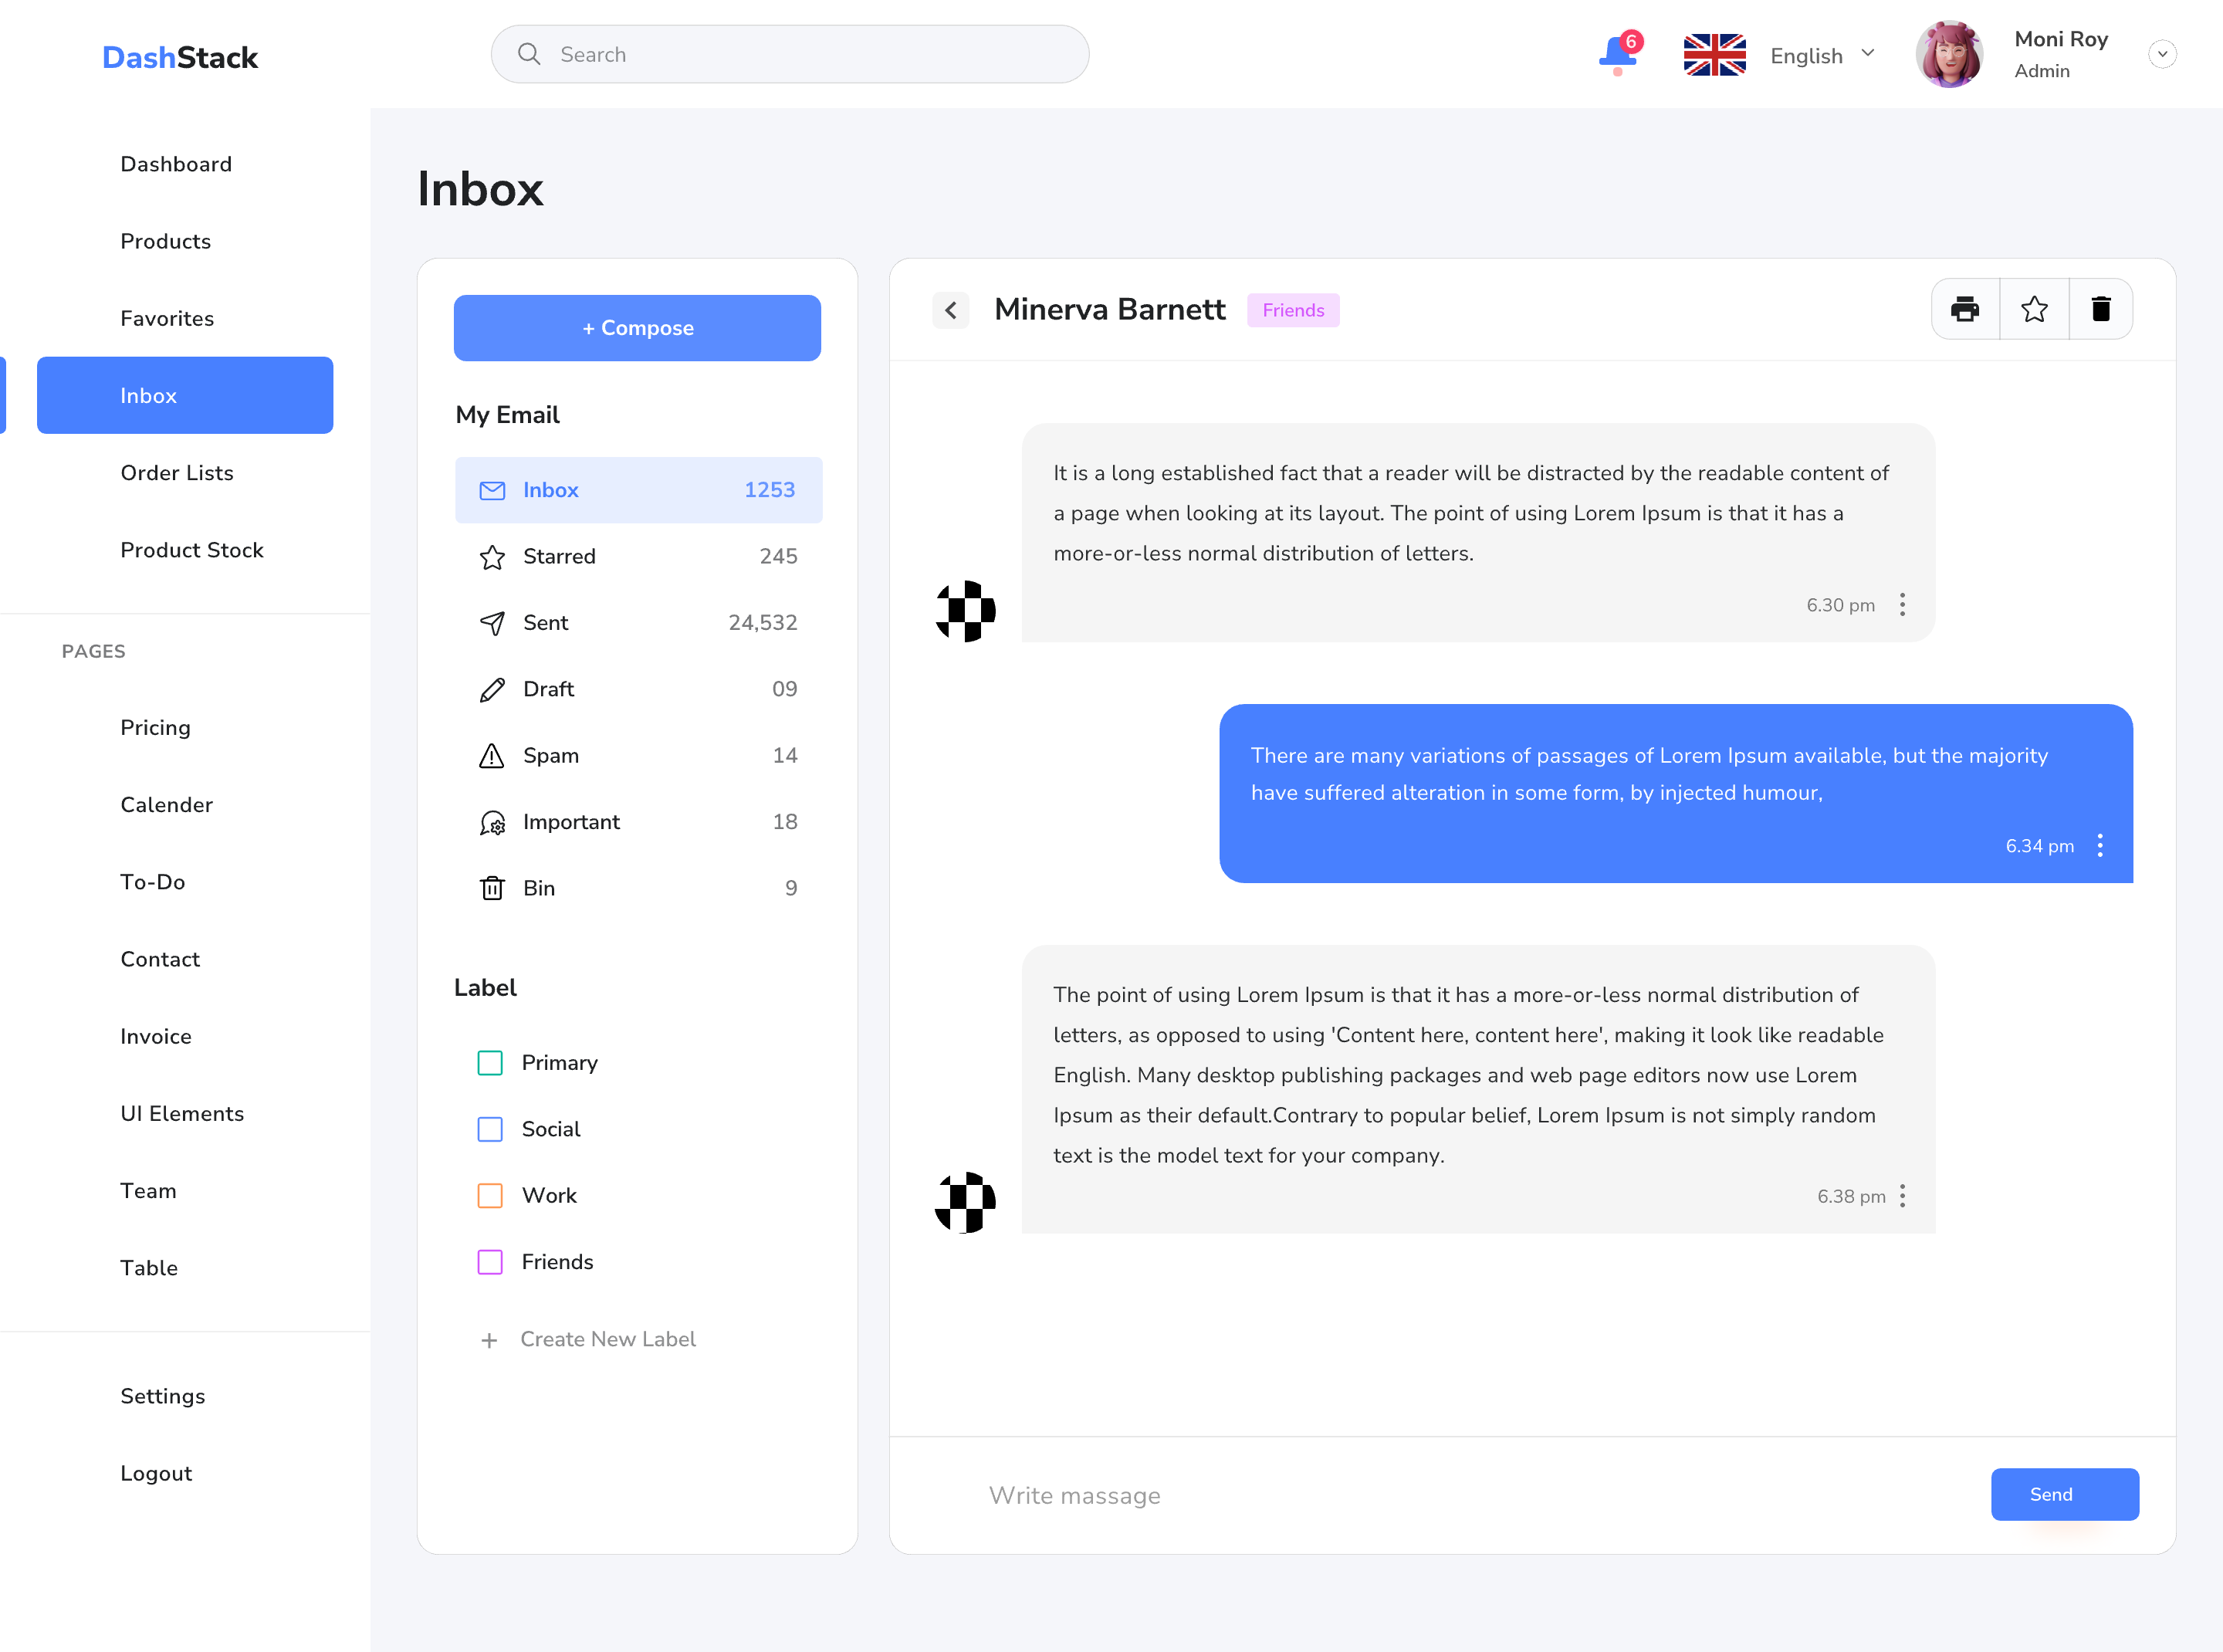 DashStack
Search
6
English
Moni Roy
Admin
Dashboard
Products
Favorites
Inbox
Order Lists
Product Stock
PAGES
Pricing
Calender
To-Do
Contact
Invoice
UI Elements
Team
Table
Settings
Logout
Inbox
+ Compose
My Email
Inbox 1253
Starred 245
Sent 24,532
Draft 09
Spam 14
Important 18
Bin 9
Label
Primary
Social
Work
Friends
+ Create New Label
Minerva Barnett Friends
It is a long established fact that a reader will be distracted by the readable content of
a page when looking at its layout. The point of using Lorem Ipsum is that it has a
more-or-less normal distribution of letters.
6.30 pm
There are many variations of passages of Lorem Ipsum available, but the majority
have suffered alteration in some form, by injected humour,
6.34 pm
The point of using Lorem Ipsum is that it has a more-or-less normal distribution of
letters, as opposed to using 'Content here, content here', making it look like readable
English. Many desktop publishing packages and web page editors now use Lorem
Ipsum as their default.Contrary to popular belief, Lorem Ipsum is not simply random
text is the model text for your company.
6.38 pm
Write massage
Send